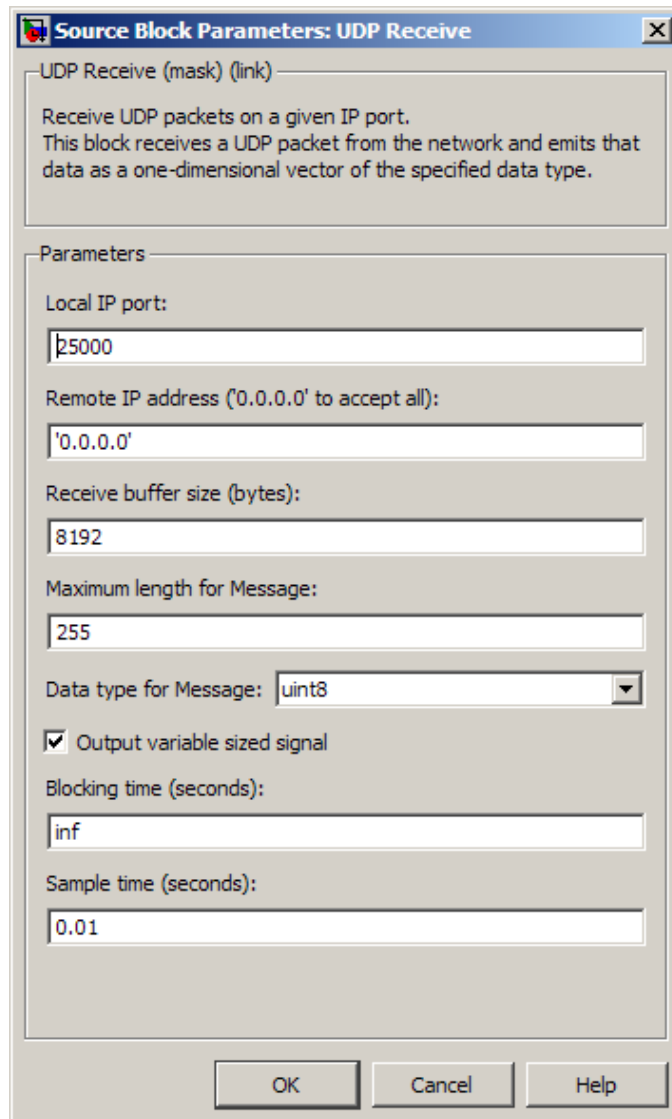 Source Block Parameters: UDP Receive
UDP Receive (mask) (link)
Receive UDP packets on a given IP port.
This block receives a UDP packet from the network and emits that
data as a one-dimensional vector of the specified data type.
Parameters
Local IP port:
25000
Remote IP address ('0.0.0.0' to accept all):
'0.0.0.0'
Receive buffer size (bytes):
8192
Maximum length for Message:
255
Data type for Message: uint8
Output variable sized signal
Blocking time (seconds):
inf
Sample time (seconds):
0.01
OK Cancel Help